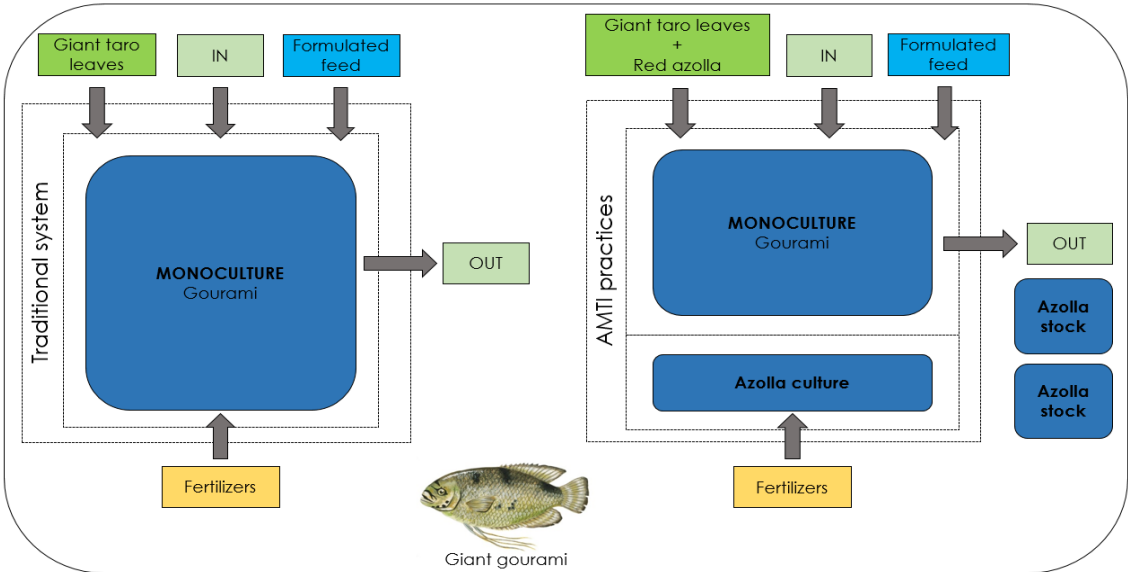 Giant taro
leaves
IN
Formulated
feed
Traditional system
MONOCULTURE
Gourami
OUT
Fertilizers
Giant taro leaves
+
Red azolla
IN
Formulated
feed
AMTI practices
MONOCULTURE
Gourami
Azolla culture
OUT
Azolla
stock
Azolla
stock
Fertilizers
Giant gourami